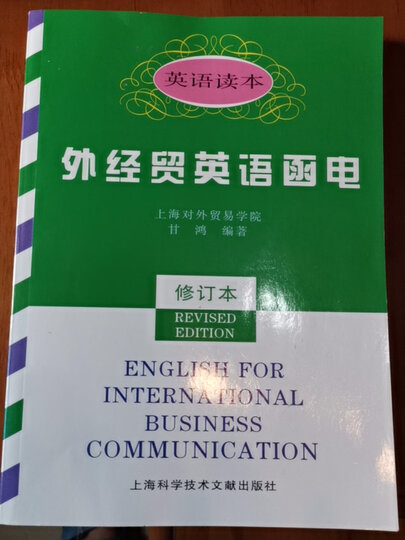 英语读本
外经贸英语函电
上海对外贸易学院
甘 鸿 编著
修订本
REVISED
EDITION
ENGLISH FOR
INTERNATIONAL
BUSINESS
COMMUNICATION
上海科学技术文献出版社